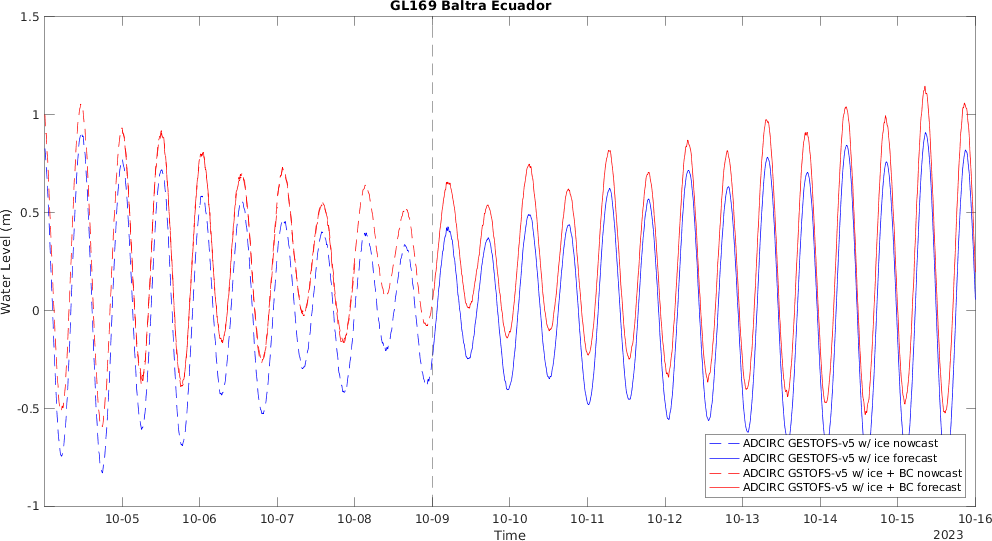 GL169 Baltra Ecuador
1.5
1
0.5
0
-0.5
-1
Water Level (m)
10-05 10-06 10-07 10-08 10-09 10-10 10-11 10-12 10-13 10-14 10-15 10-16
Time
2023
ADCIRC GESTOFS-v5 w/ ice nowcast
ADCIRC GESTOFS-v5 w/ ice forecast
ADCIRC GSTOFS-v5 w/ ice + BC nowcast
ADCIRC GSTOFS-v5 w/ ice + BC forecast